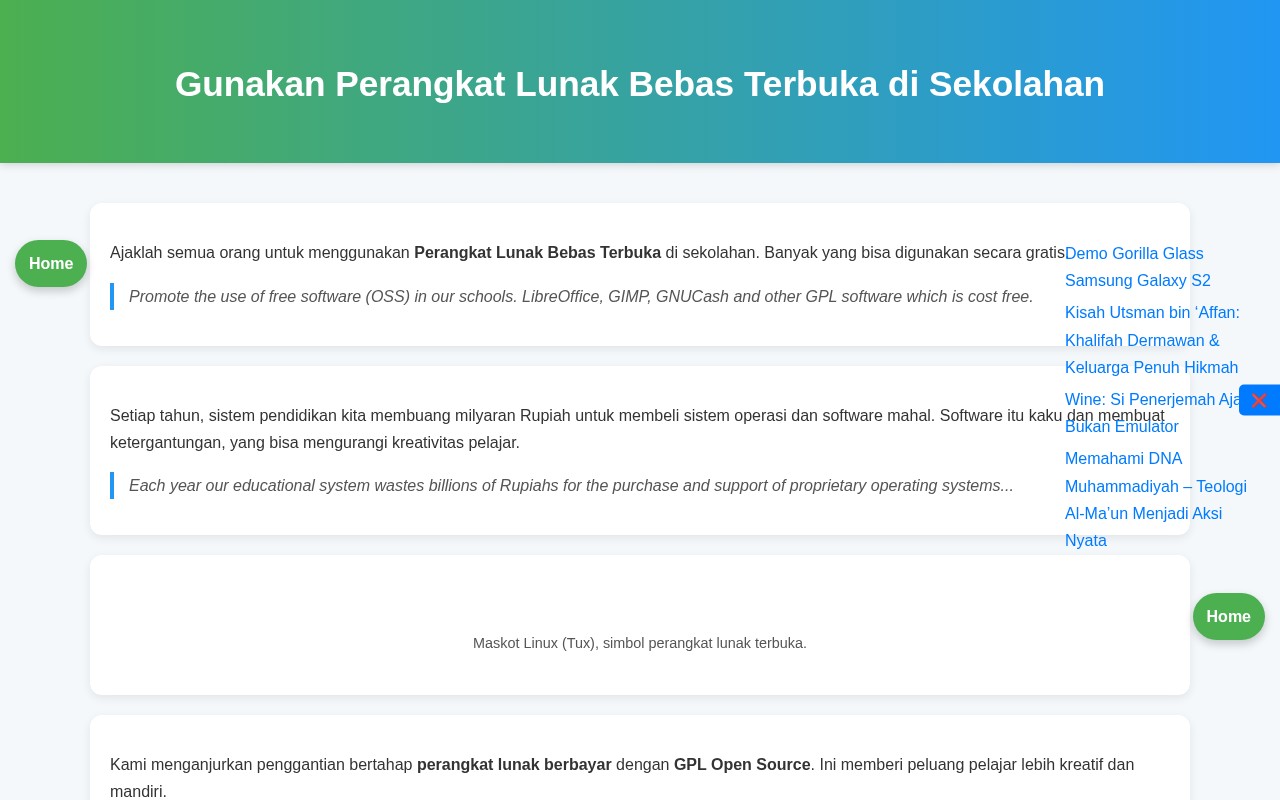 Gunakan Perangkat Lunak Bebas Terbuka di Sekolahan
Home
Ajaklah semua orang untuk menggunakan Perangkat Lunak Bebas Terbuka di sekolahan. Banyak yang bisa digunakan secara gratis.
Promote the use of free software (OSS) in our schools. LibreOffice, GIMP, GNUCash and other GPL software which is cost free.
Setiap tahun, sistem pendidikan kita membuang milyaran Rupiah untuk membeli sistem operasi dan software mahal. Software itu kaku dan membuat
ketergantungan, yang bisa mengurangi kreativitas pelajar.
Each year our educational system wastes billions of Rupiahs for the purchase and support of proprietary operating systems...
Demo Gorilla Glass
Samsung Galaxy S2
Kisah Utsman bin ‘Affan:
Khalifah Dermawan &
Keluarga Penuh Hikmah
Wine: Si Penerjemah
Bukan Emulator
Memahami DNA
Muhammadiyah – Teologi
Al-Ma’un Menjadi Aksi
Nyata
Maskot Linux (Tux), simbol perangkat lunak terbuka.
Home
Kami menganjurkan penggantian bertahap perangkat lunak berbayar dengan GPL Open Source. Ini memberi peluang pelajar lebih kreatif dan
mandiri.